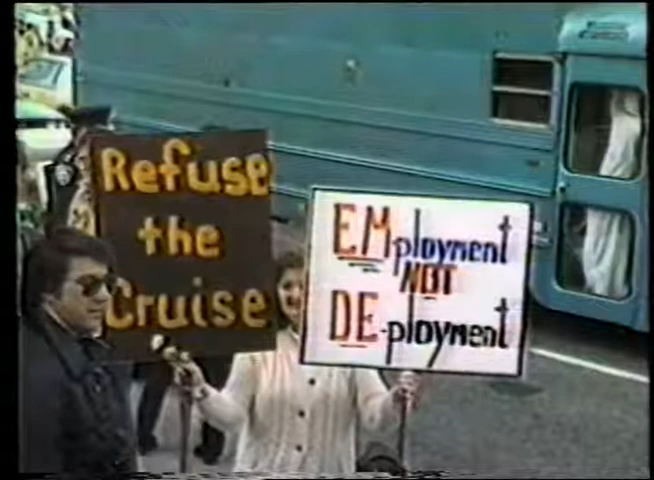 Refuse
the
Cruise
EMployment
NOT
DE-ployment